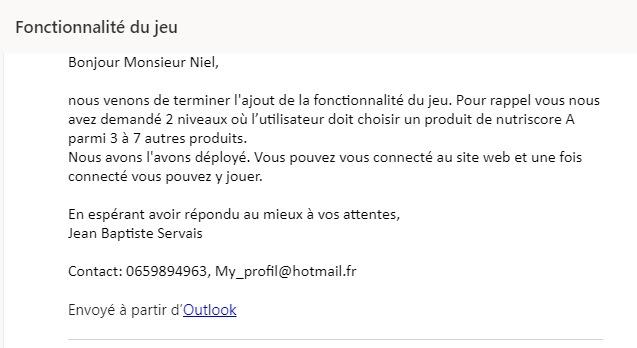 Fonctionnalité du jeu
Bonjour Monsieur Niel,
nous venons de terminer l'ajout de la fonctionnalité du jeu. Pour rappel vous nous
avez demandé 2 niveaux où l’utilisateur doit choisir un produit de nutriscore A
parmi 3 à 7 autres produits.
Nous avons l'avons déployé. Vous pouvez vous connecté au site web et une fois
connecté vous pouvez y jouer.
En espérant avoir répondu au mieux à vos attentes,
Jean Baptiste Servais
Contact: 0659894963, My_profil@hotmail.fr
Envoyé à partir d’Outlook